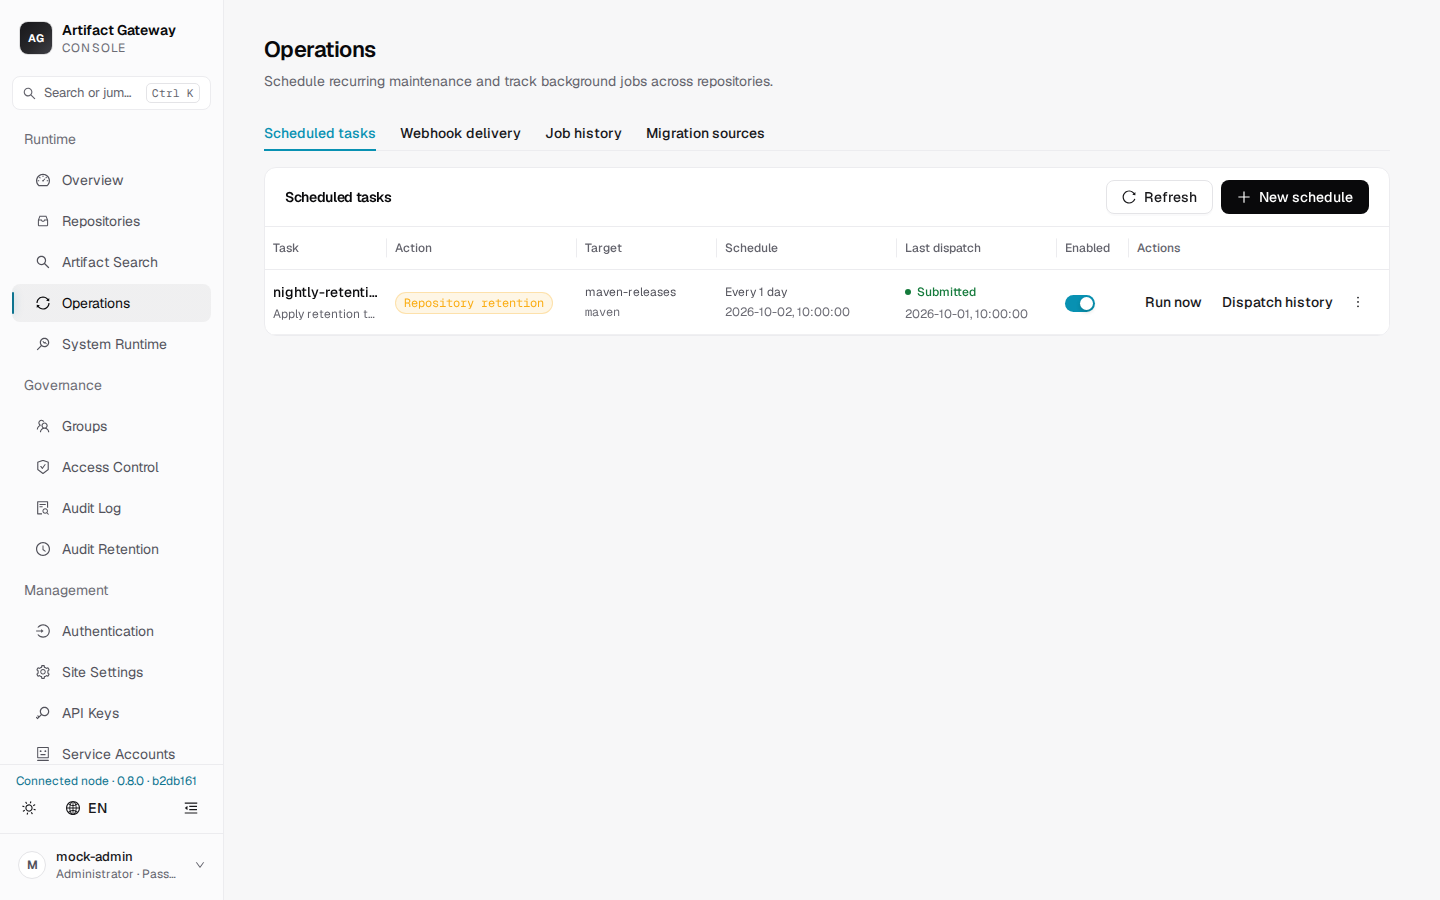 AG
Artifact Gateway
CONSOLE
Search or jum...
Ctrl K
Runtime
Overview
Repositories
Artifact Search
Operations
System Runtime
Governance
Groups
Access Control
Audit Log
Audit Retention
Management
Authentication
Site Settings
API Keys
Service Accounts
Connected node · 0.8.0 · b2db161
EN
M
mock-admin
Administrator · Pass...
Operations
Schedule recurring maintenance and track background jobs across repositories.
Scheduled tasks Webhook delivery Job history Migration sources
Scheduled tasks
Refresh
New schedule
Task Action Target Schedule Last dispatch Enabled Actions
nightly-retenti...
Apply retention t...
Repository retention
maven-releases
maven
Every 1 day
2026-10-02, 10:00:00
Submitted
2026-10-01, 10:00:00
Run now
Dispatch history